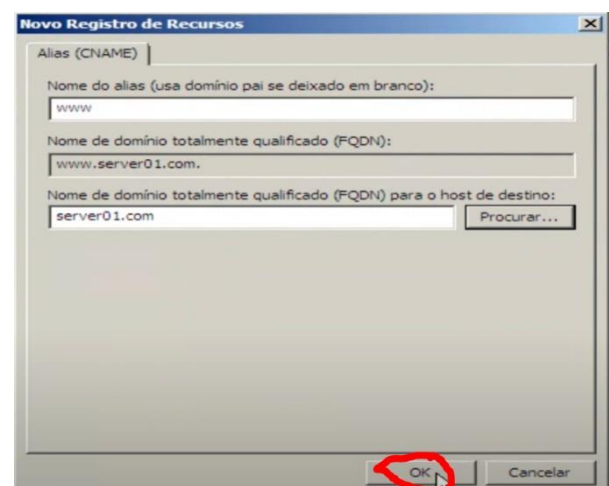 Novo Registro de Recursos
Alias (CNAME)
Nome do alias (usa domínio pai se deixado em branco):
www
Nome de domínio totalmente qualificado (FQDN):
www.server01.com.
Nome de domínio totalmente qualificado (FQDN) para o host de destino:
server01.com
Procurar...
OK
Cancelar